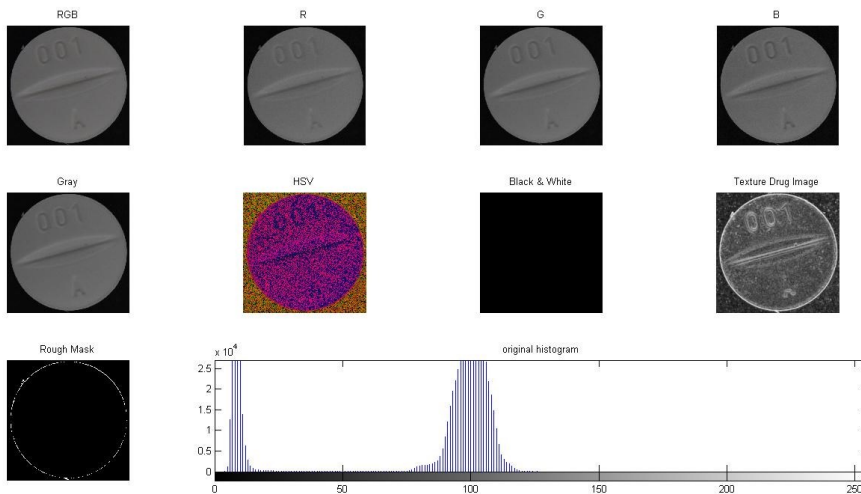 RGB
R
G
B
001
001
001
001
Gray
HSV
Black & White
Texture Drug Image
001
001
001
Rough Mask
original histogram
x 10^4
2.5
2
1.5
1
0.5
0
0
50
100
150
200
250